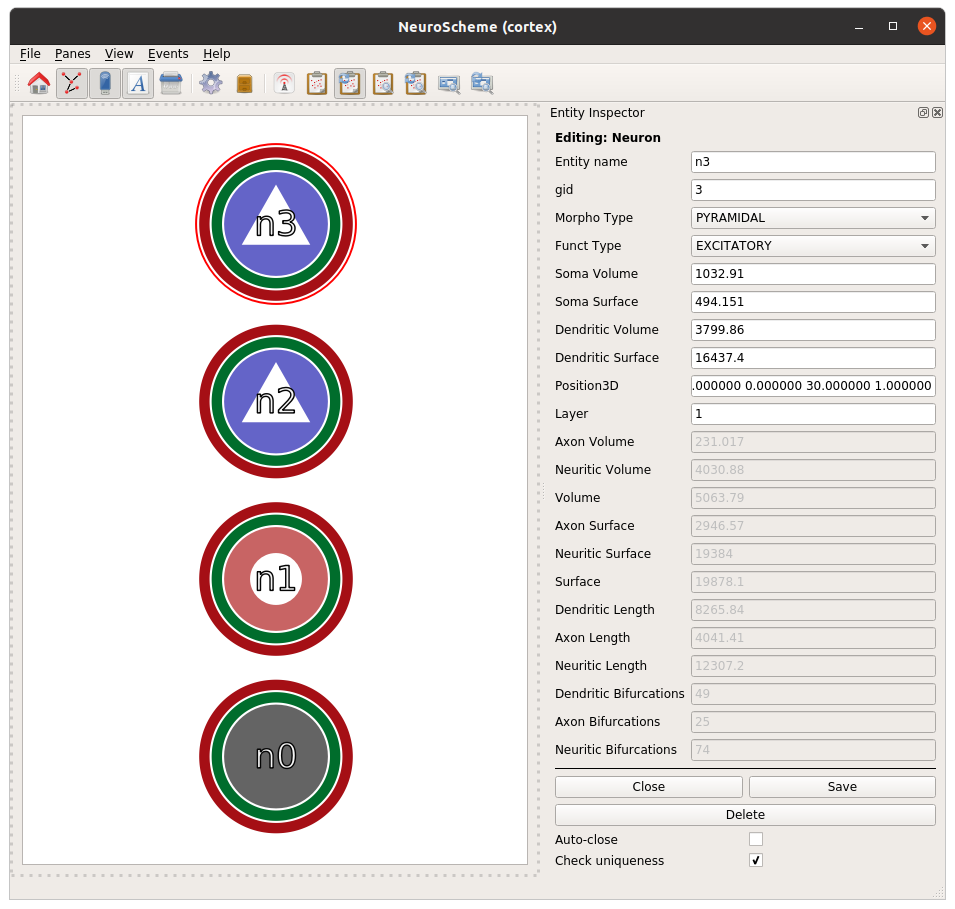 NeuroScheme (cortex)
File Panes View Events Help
A
n3
n2
n1
n0
Entity Inspector
Editing: Neuron
Entity name n3
gid 3
Morpho Type PYRAMIDAL
Funct Type EXCITATORY
Soma Volume 1032.91
Soma Surface 494.151
Dendritic Volume 3799.86
Dendritic Surface 16437.4
Position3D .000000 0.000000 30.000000 1.000000
Layer 1
Axon Volume 231.017
Neuritic Volume 4030.88
Volume 5063.79
Axon Surface 2946.57
Neuritic Surface 19384
Surface 19878.1
Dendritic Length 8265.84
Axon Length 4041.41
Neuritic Length 12307.2
Dendritic Bifurcations 49
Axon Bifurcations 25
Neuritic Bifurcations 74
Close Save
Delete
Auto-close
Check uniqueness